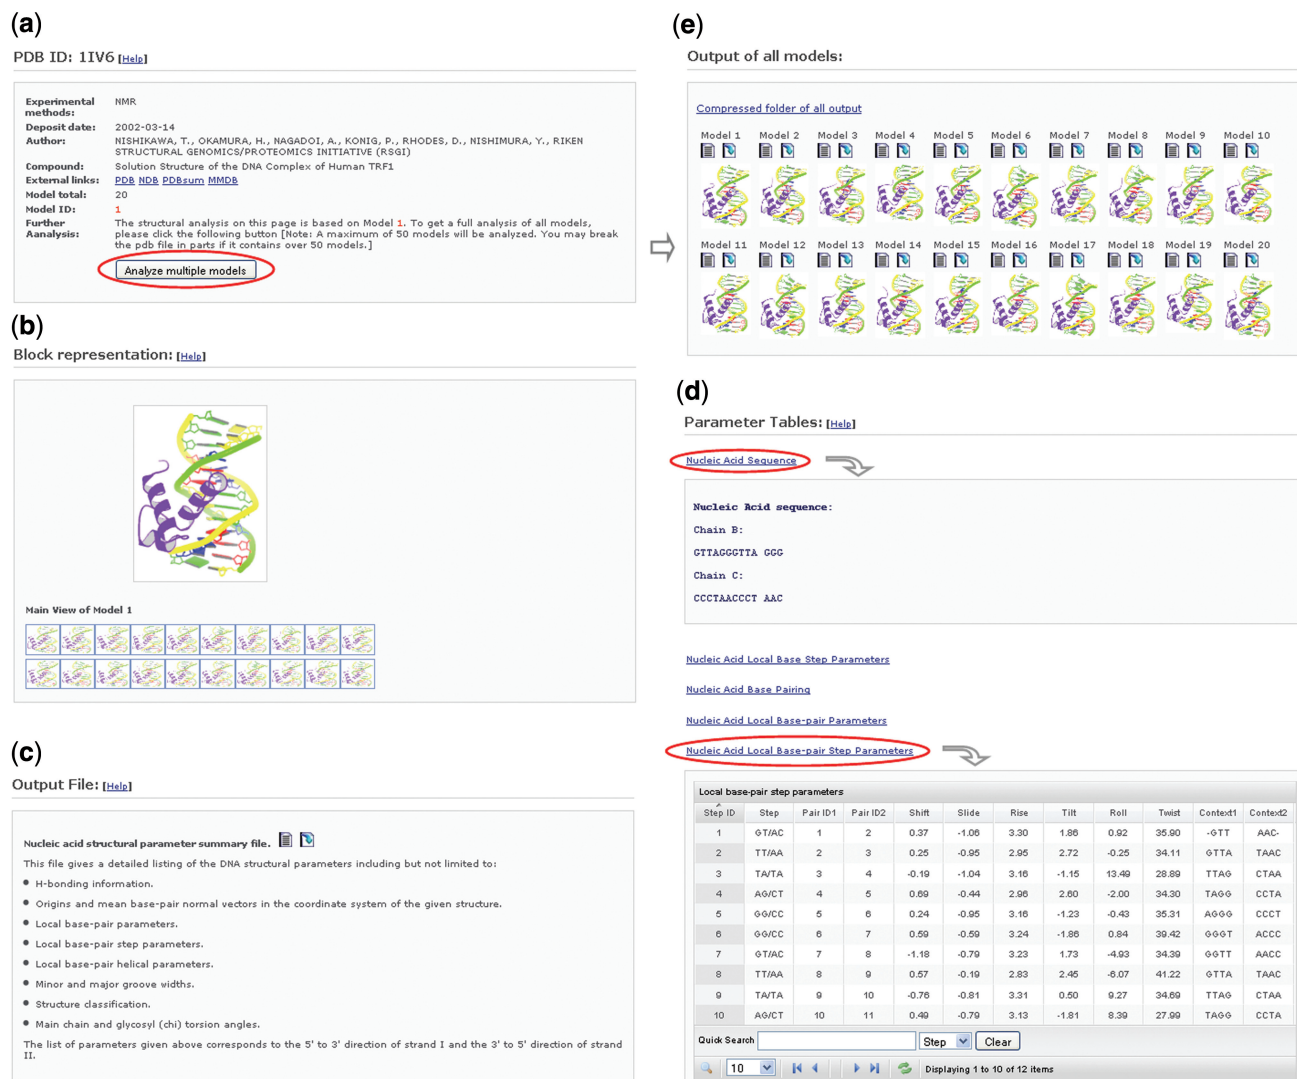 (a)
PDB ID: 1IV6 [Help]
Experimental methods: NMR
Deposit date: 2002-03-14
Author: NISHIKAWA, T., OKAMURA, H., NAGADOI, A., KONIG, P., RHODES, D., NISHIMURA, Y., RIKEN
STRUCTURAL GENOMICS/PROTEOMICS INITIATIVE (RSGI)
Compound: Solution Structure of the DNA Complex of Human TRF1
External links: PDB NDB PDBsum MMDB
Model total: 20
Model ID: 1
Further Aanalysis: The structural analysis on this page is based on Model 1. To get a full analysis of all models,
please click the following button [Note: A maximum of 50 models will be analyzed. You may break
the pdb file in parts if it contains over 50 models.]
Analyze multiple models
(b)
Block representation: [Help]
Main View of Model 1
(c)
Output File: [Help]
Nucleic acid structural parameter summary file.
This file gives a detailed listing of the DNA structural parameters including but not limited to:
H-bonding information.
Origins and mean base-pair normal vectors in the coordinate system of the given structure.
Local base-pair parameters.
Local base-pair step parameters.
Local base-pair helical parameters.
Minor and major groove widths.
Structure classification.
Main chain and glycosyl (chi) torsion angles.
The list of parameters given above corresponds to the 5' to 3' direction of strand I and the 3' to 5' direction of strand
II.
(e)
Output of all models:
Compressed folder of all output
Model 1 Model 2 Model 3 Model 4 Model 5 Model 6 Model 7 Model 8 Model 9 Model 10
Model 11 Model 12 Model 13 Model 14 Model 15 Model 16 Model 17 Model 18 Model 19 Model 20
(d)
Parameter Tables: [Help]
Nucleic Acid Sequence
Nucleic Acid sequence:
Chain B:
GTTAGGGTTA GGG
Chain C:
CCCTAACCCT AAC
Nucleic Acid Local Base Step Parameters
Nucleic Acid Base Pairing
Nucleic Acid Local Base-pair Parameters
Nucleic Acid Local Base-pair Step Parameters
Local base-pair step parameters
Step ID Step Pair ID1 Pair ID2 Shift Slide Rise Tilt Roll Twist Context1 Context2
1 GT/AC 1 2 0.37 -1.06 3.30 1.86 0.92 35.90 -GTT AAC-
2 TT/AA 2 3 0.25 -0.95 2.95 2.72 -0.25 34.11 GTTA TAAC
3 TA/TA 3 4 -0.19 -1.04 3.16 -1.15 13.49 28.89 TTAG CTAA
4 AG/CT 4 5 0.69 -0.44 2.96 2.60 -2.00 34.30 TAGG CCTA
5 GG/CC 5 6 0.24 -0.95 3.16 -1.23 -0.43 35.31 AGGG CCCT
6 GG/CC 6 7 0.59 -0.59 3.24 -1.86 0.84 39.42 GGGT ACCC
7 GT/AC 7 8 -1.18 -0.79 3.23 1.73 -4.93 34.39 GGTT AACC
8 TT/AA 8 9 0.57 -0.19 2.83 2.45 -6.07 41.22 GTTA TAAC
9 TA/TA 9 10 -0.76 -0.81 3.31 0.50 9.27 34.69 TTAG CTAA
10 AG/CT 10 11 0.49 -0.79 3.13 -1.81 8.39 27.99 TAGG CCTA
Quick Search Step Clear
10 Displaying 1 to 10 of 12 items